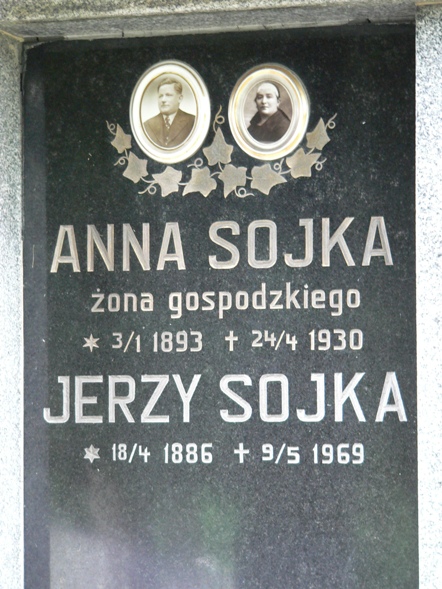 ANNA SOJKA
żona gospodzkiego
* 3/1 1893 † 24/4 1930
JERZY SOJKA
* 18/4 1886 † 9/5 1969